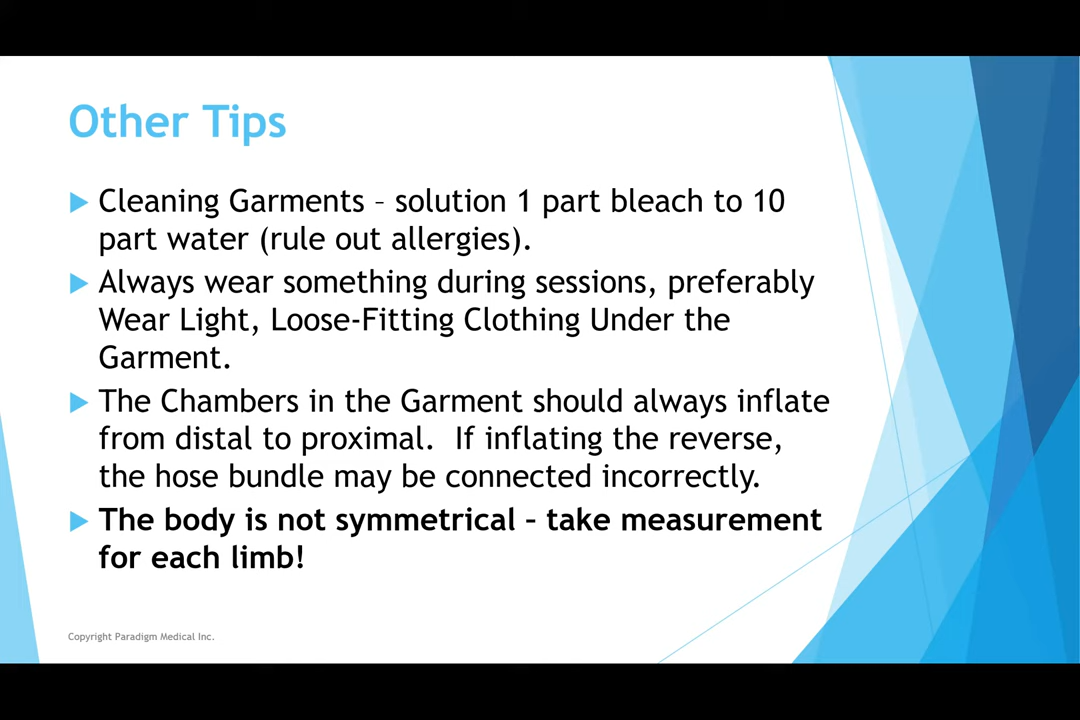 Other Tips
Cleaning Garments – solution 1 part bleach to 10
part water (rule out allergies).
Always wear something during sessions, preferably
Wear Light, Loose-Fitting Clothing Under the
Garment.
The Chambers in the Garment should always inflate
from distal to proximal.  If inflating the reverse,
the hose bundle may be connected incorrectly.
The body is not symmetrical – take measurement
for each limb!
Copyright Paradigm Medical Inc.